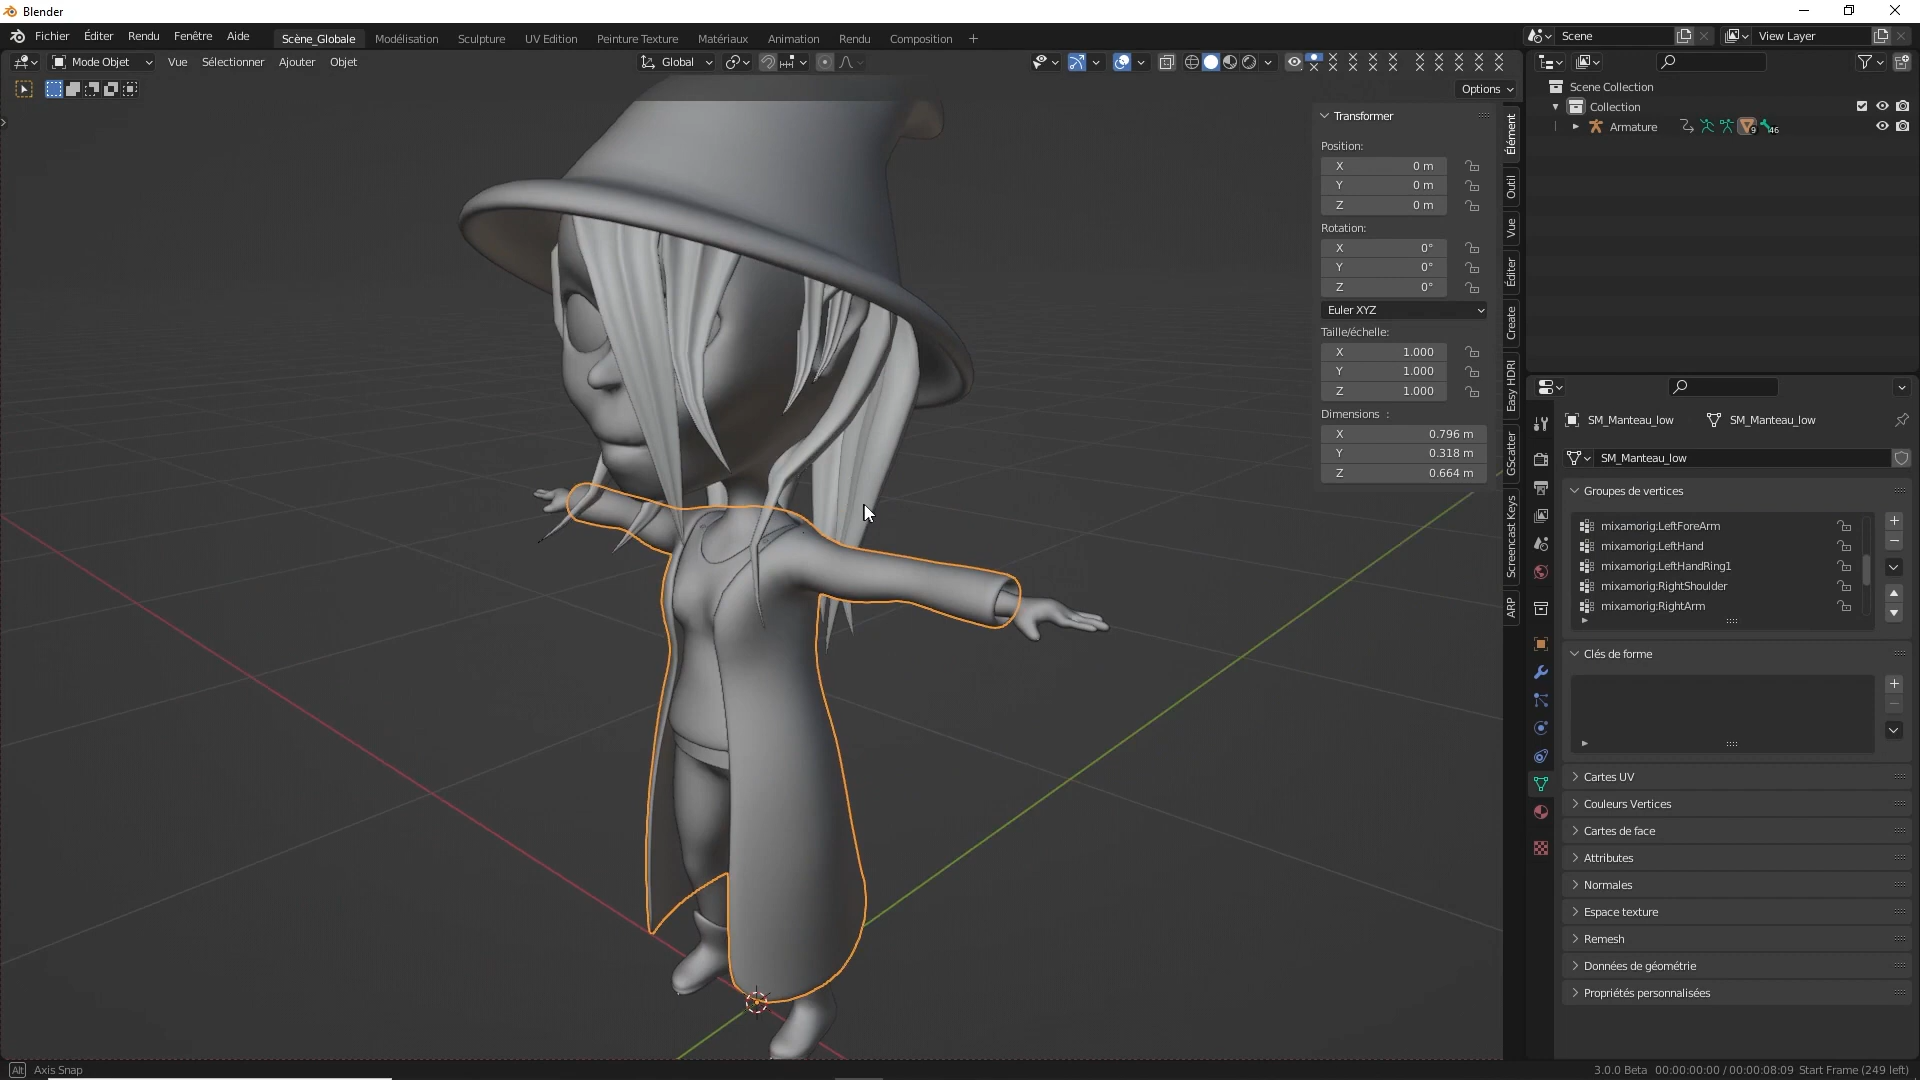 Blender
Fichier Éditer Rendu Fenêtre Aide Scène_Globale Modélisation Sculpture UV Edition Peinture Texture Matériaux Animation Rendu Composition + Scene View Layer
Mode Objet Vue Sélectionner Ajouter Objet Global
Options
Transformer
Position:
X 0 m
Y 0 m
Z 0 m
Rotation:
X 0°
Y 0°
Z 0°
Euler XYZ
Taille/échelle:
X 1.000
Y 1.000
Z 1.000
Dimensions :
X 0.796 m
Y 0.318 m
Z 0.664 m
Élément
Outil
Vue
Éditer
Create
Easy HDRI
GScatter
Screencast Keys
ARP
Scene Collection
Collection
Armature 9 46
SM_Manteau_low SM_Manteau_low
SM_Manteau_low
Groupes de vertices
mixamorig:LeftForeArm
mixamorig:LeftHand
mixamorig:LeftHandRing1
mixamorig:RightShoulder
mixamorig:RightArm
Clés de forme
Cartes UV
Couleurs Vertices
Cartes de face
Attributes
Normales
Espace texture
Remesh
Données de géométrie
Propriétés personnalisées
Alt Axis Snap
3.0.0 Beta 00:00:00:00 / 00:00:08:09 Start Frame (249 left)